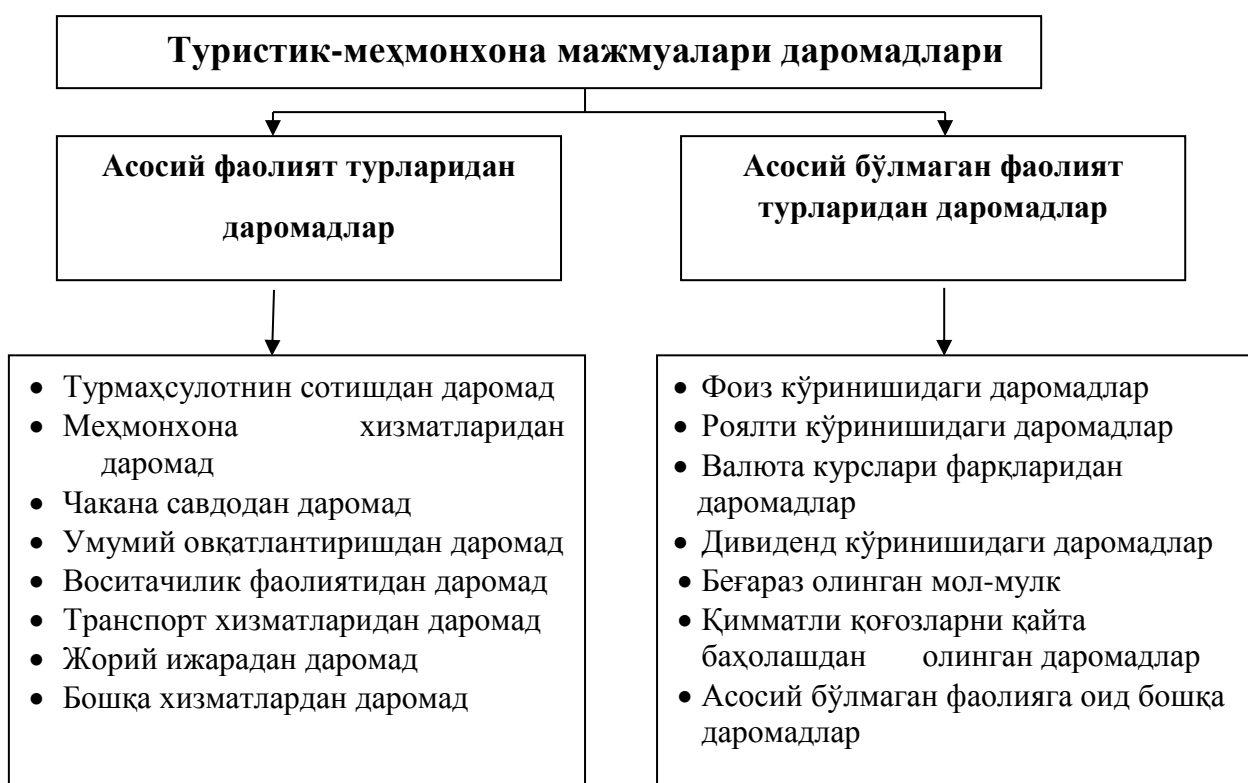 Туристик-меҳмонхона мажмуалари даромадлари
Асосий фаолият турларидан
даромадлар
Асосий бўлмаган фаолият
турларидан даромадлар
• Турмаҳсулотнин сотишдан даромад
• Меҳмонхона хизматларидан
даромад
• Чакана савдодан даромад
• Умумий овқатлантиришдан даромад
• Воситачилик фаолиятидан даромад
• Транспорт хизматларидан даромад
• Жорий ижарадан даромад
• Бошқа хизматлардан даромад
• Фоиз кўринишидаги даромадлар
• Роялти кўринишидаги даромадлар
• Валюта курслари фарқларидан
даромадлар
• Дивиденд кўринишидаги даромадлар
• Беғараз олинган мол-мулк
• Қимматли қоғозларни қайта
баҳолашдан олинган даромадлар
• Асосий бўлмаган фаолияга оид бошқа
даромадлар